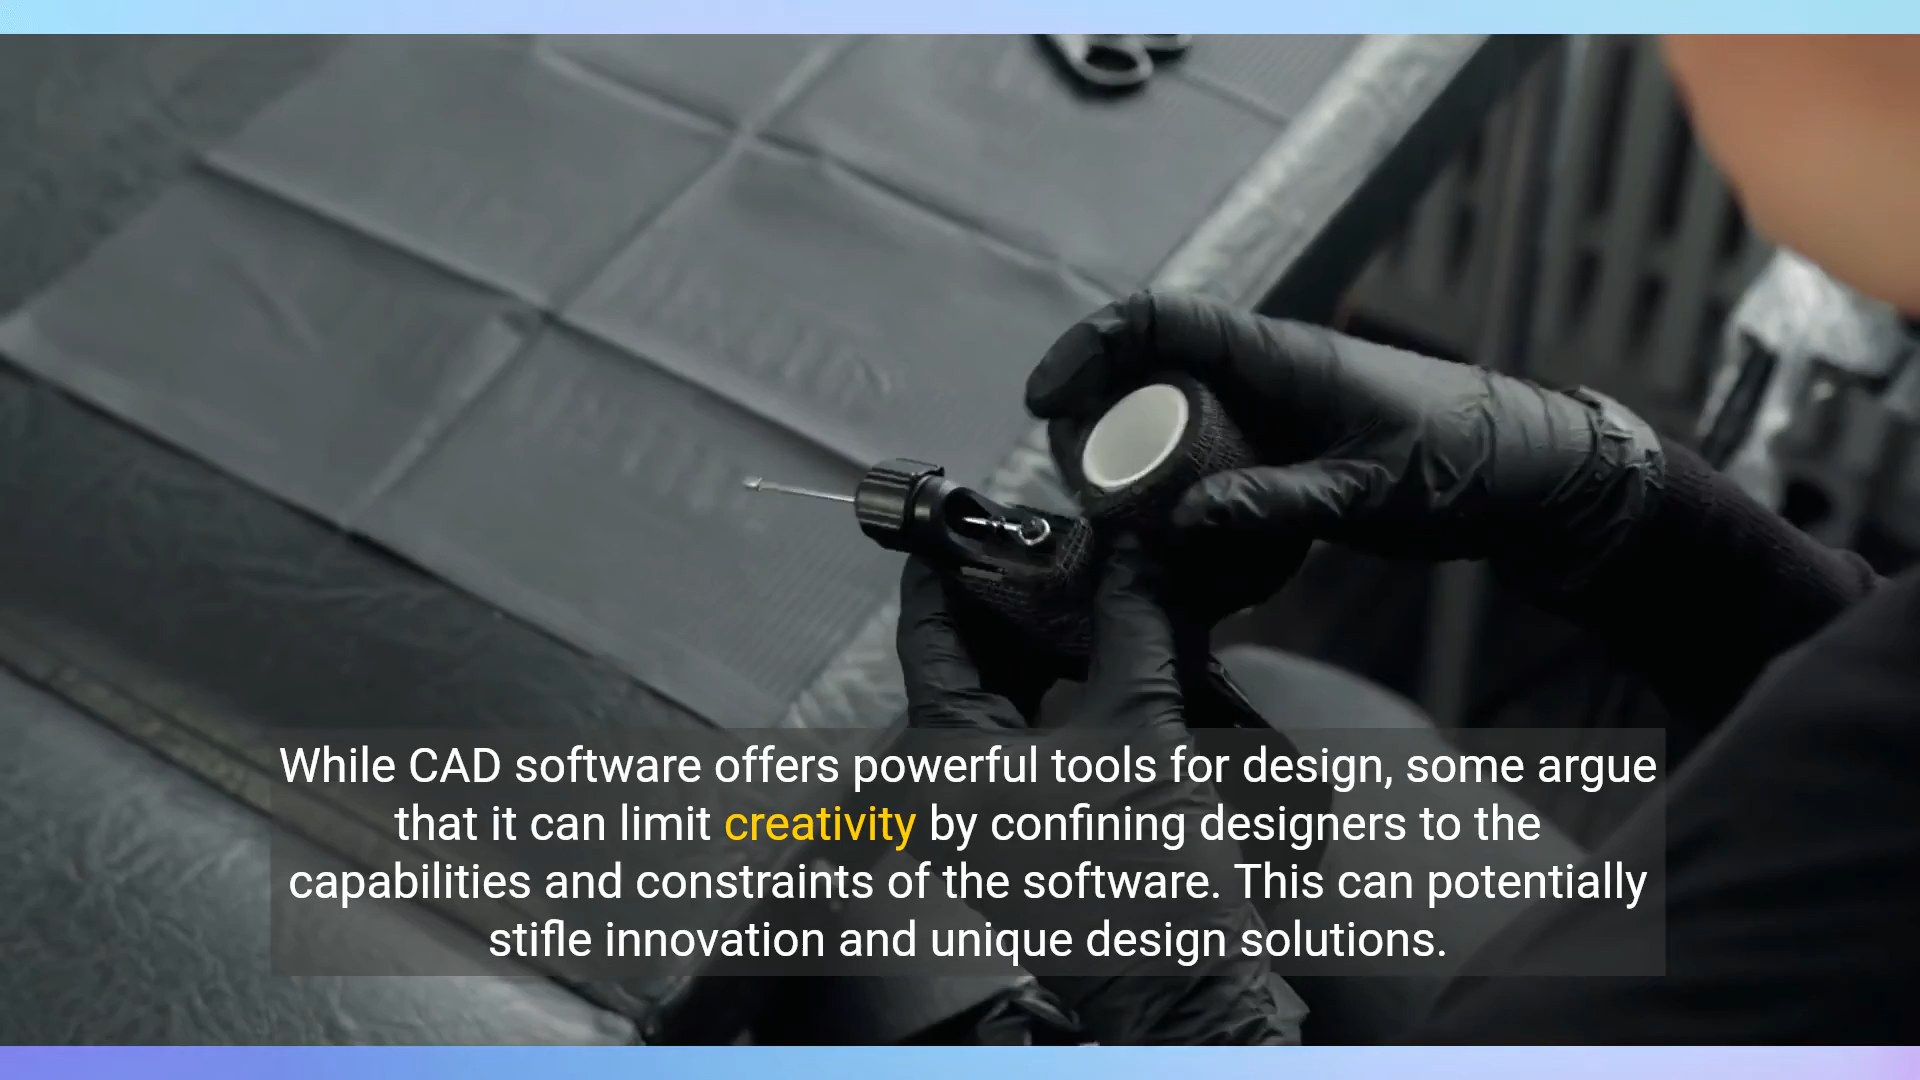 While CAD software offers powerful tools for design, some argue
that it can limit creativity by confining designers to the
capabilities and constraints of the software. This can potentially
stifle innovation and unique design solutions.